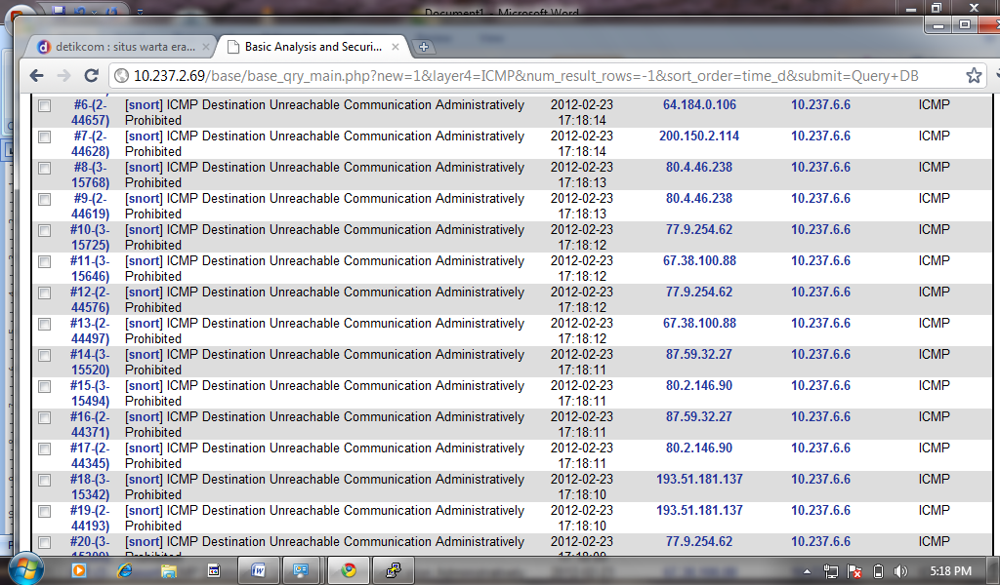 Document1 - Microsoft Word
detikcom : situs warta era...
Basic Analysis and Securi...
10.237.2.69/base/base_qry_main.php?new=1&layer4=ICMP&num_result_rows=-1&sort_order=time_d&submit=Query+DB
#6-(2- [snort] ICMP Destination Unreachable Communication Administratively 2012-02-23 64.184.0.106 10.237.6.6 ICMP
44657) Prohibited 17:18:14
#7-(2- [snort] ICMP Destination Unreachable Communication Administratively 2012-02-23 200.150.2.114 10.237.6.6 ICMP
44628) Prohibited 17:18:14
#8-(3- [snort] ICMP Destination Unreachable Communication Administratively 2012-02-23 80.4.46.238 10.237.6.6 ICMP
15768) Prohibited 17:18:13
#9-(2- [snort] ICMP Destination Unreachable Communication Administratively 2012-02-23 80.4.46.238 10.237.6.6 ICMP
44619) Prohibited 17:18:13
#10-(3- [snort] ICMP Destination Unreachable Communication Administratively 2012-02-23 77.9.254.62 10.237.6.6 ICMP
15725) Prohibited 17:18:12
#11-(3- [snort] ICMP Destination Unreachable Communication Administratively 2012-02-23 67.38.100.88 10.237.6.6 ICMP
15646) Prohibited 17:18:12
#12-(2- [snort] ICMP Destination Unreachable Communication Administratively 2012-02-23 77.9.254.62 10.237.6.6 ICMP
44576) Prohibited 17:18:12
#13-(2- [snort] ICMP Destination Unreachable Communication Administratively 2012-02-23 67.38.100.88 10.237.6.6 ICMP
44497) Prohibited 17:18:12
#14-(3- [snort] ICMP Destination Unreachable Communication Administratively 2012-02-23 87.59.32.27 10.237.6.6 ICMP
15520) Prohibited 17:18:11
#15-(3- [snort] ICMP Destination Unreachable Communication Administratively 2012-02-23 80.2.146.90 10.237.6.6 ICMP
15494) Prohibited 17:18:11
#16-(2- [snort] ICMP Destination Unreachable Communication Administratively 2012-02-23 87.59.32.27 10.237.6.6 ICMP
44371) Prohibited 17:18:11
#17-(2- [snort] ICMP Destination Unreachable Communication Administratively 2012-02-23 80.2.146.90 10.237.6.6 ICMP
44345) Prohibited 17:18:11
#18-(3- [snort] ICMP Destination Unreachable Communication Administratively 2012-02-23 193.51.181.137 10.237.6.6 ICMP
15342) Prohibited 17:18:10
#19-(2- [snort] ICMP Destination Unreachable Communication Administratively 2012-02-23 193.51.181.137 10.237.6.6 ICMP
44193) Prohibited 17:18:10
#20-(3- [snort] ICMP Destination Unreachable Communication Administratively 2012-02-23 77.9.254.62 10.237.6.6 ICMP
5:18 PM